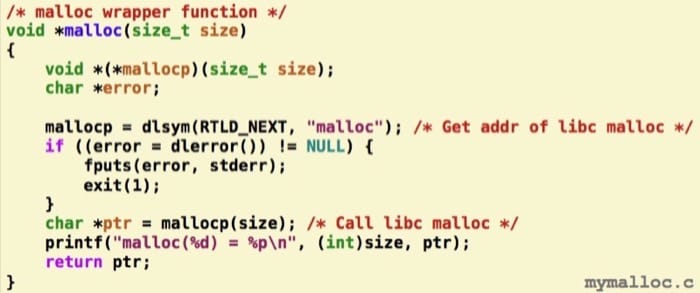 /* malloc wrapper function */
void *malloc(size_t size)
{
    void *(*mallocp)(size_t size);
    char *error;

    mallocp = dlsym(RTLD_NEXT, "malloc"); /* Get addr of libc malloc */
    if ((error = dlerror()) != NULL) {
        fputs(error, stderr);
        exit(1);
    }
    char *ptr = mallocp(size); /* Call libc malloc */
    printf("malloc(%d) = %p\n", (int)size, ptr);
    return ptr;
}
mymalloc.c